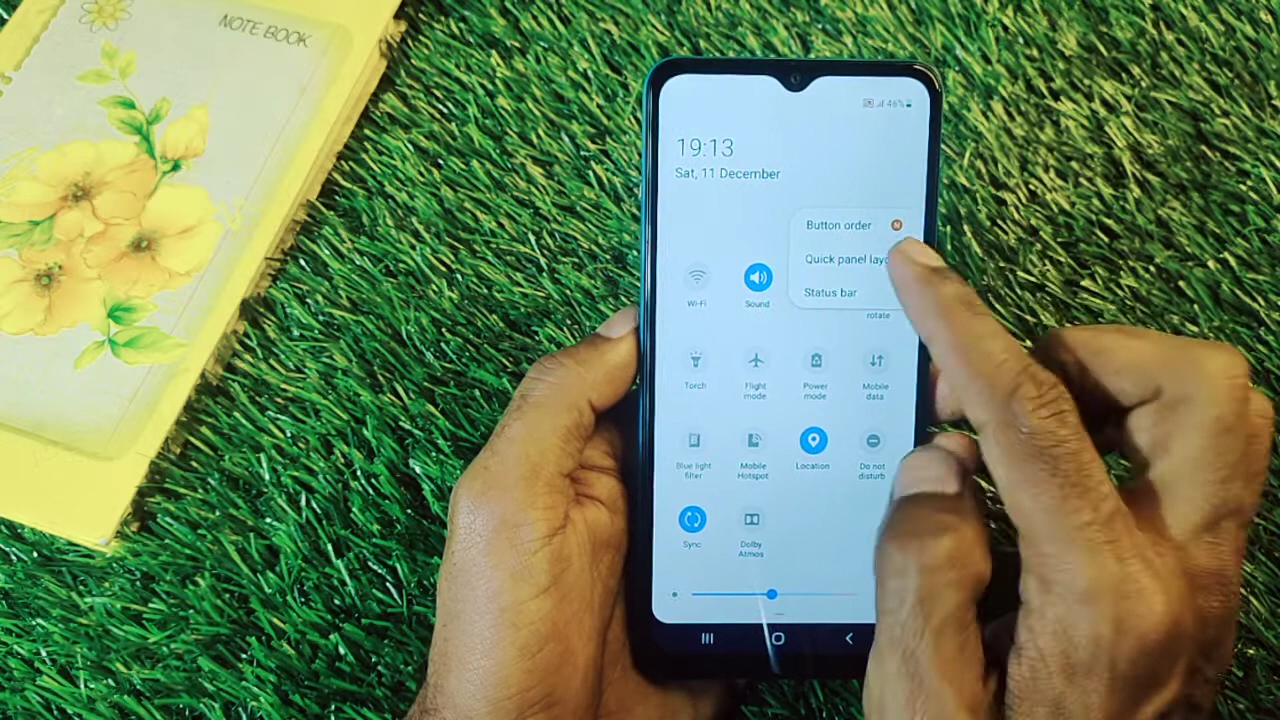 NOTE BOOK
46%
19:13
Sat, 11 December
Button order
N
Quick panel
Status bar
Wi-Fi
Sound
rotate
Torch
Flight
mode
Power
mode
Mobile
data
Blue light
filter
Mobile
Hotspot
Location
Do not
disturb
Sync
Dolby
Atmos